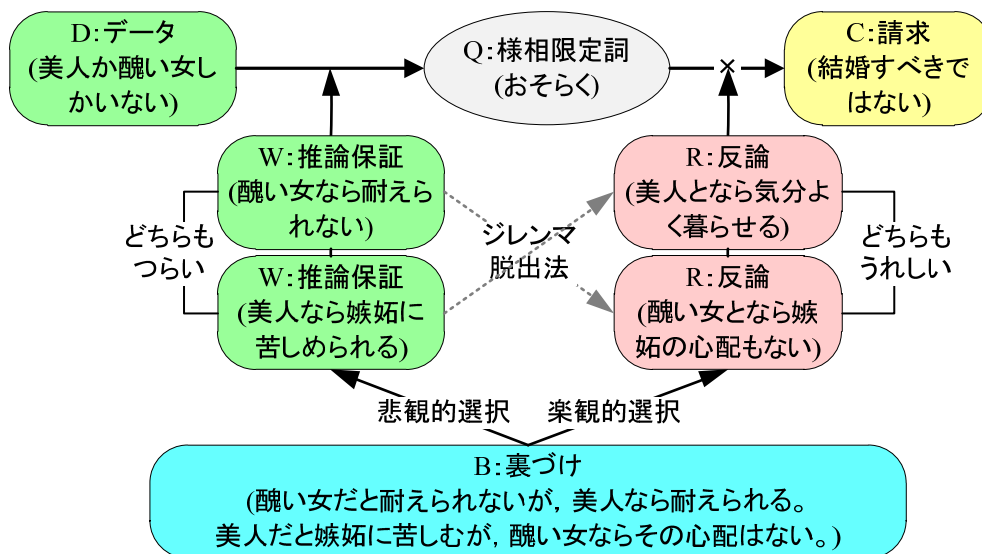 D:データ
(美人か醜い女し
かいない)
Q:様相限定詞
(おそらく)
×
C:請求
(結婚すべきで
はない)
W:推論保証
(醜い女なら耐えら
れない)
R:反論
(美人となら気分よ
く暮らせる)
どちらも
つらい
ジレンマ
脱出法
どちらも
うれしい
W:推論保証
(美人なら嫉妬に
苦しめられる)
R:反論
(醜い女となら嫉
妬の心配もない)
悲観的選択
楽観的選択
B:裏づけ
(醜い女だと耐えられないが, 美人なら耐えられる。
美人だと嫉妬に苦しむが, 醜い女ならその心配はない。)